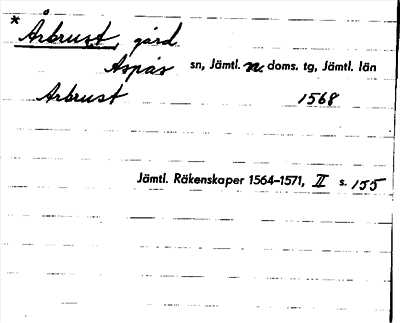 * Årbrust, gård.
Aspås sn, Jämtl. n. doms. tg, Jämtl. län
Arbrust 1568
Jämtl. Räkenskaper 1564–1571, II s. 155